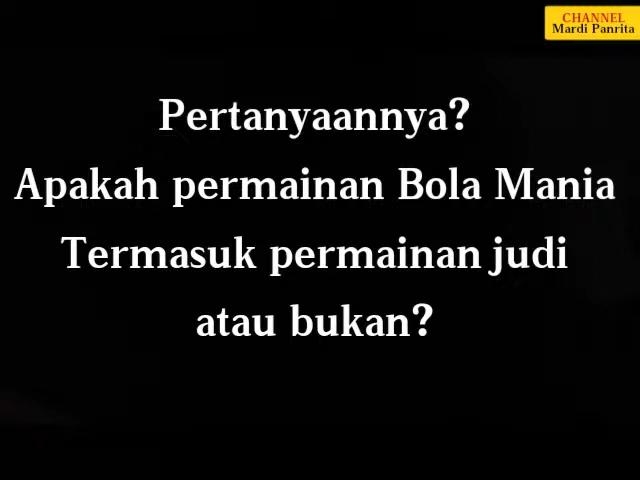 CHANNEL
Mardi Panrita
Pertanyaannya?
Apakah permainan Bola Mania
Termasuk permainan judi
atau bukan?